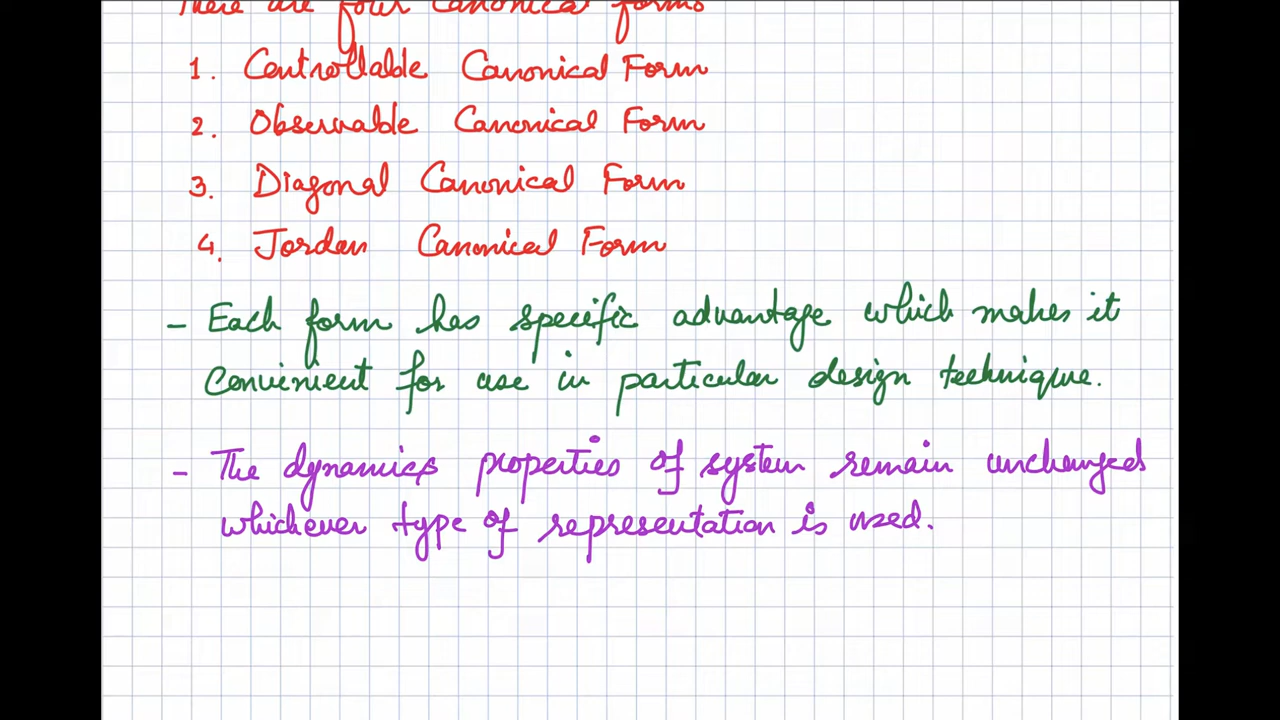 There are four Canonical forms
1. Controllable Canonical Form
2. Observable Canonical Form
3. Diagonal Canonical Form
4. Jordan Canonical Form
- Each form has specific advantage which makes it
convenient for use in particular design technique.
- The dynamics properties of system remain unchanged
whichever type of representation is used.